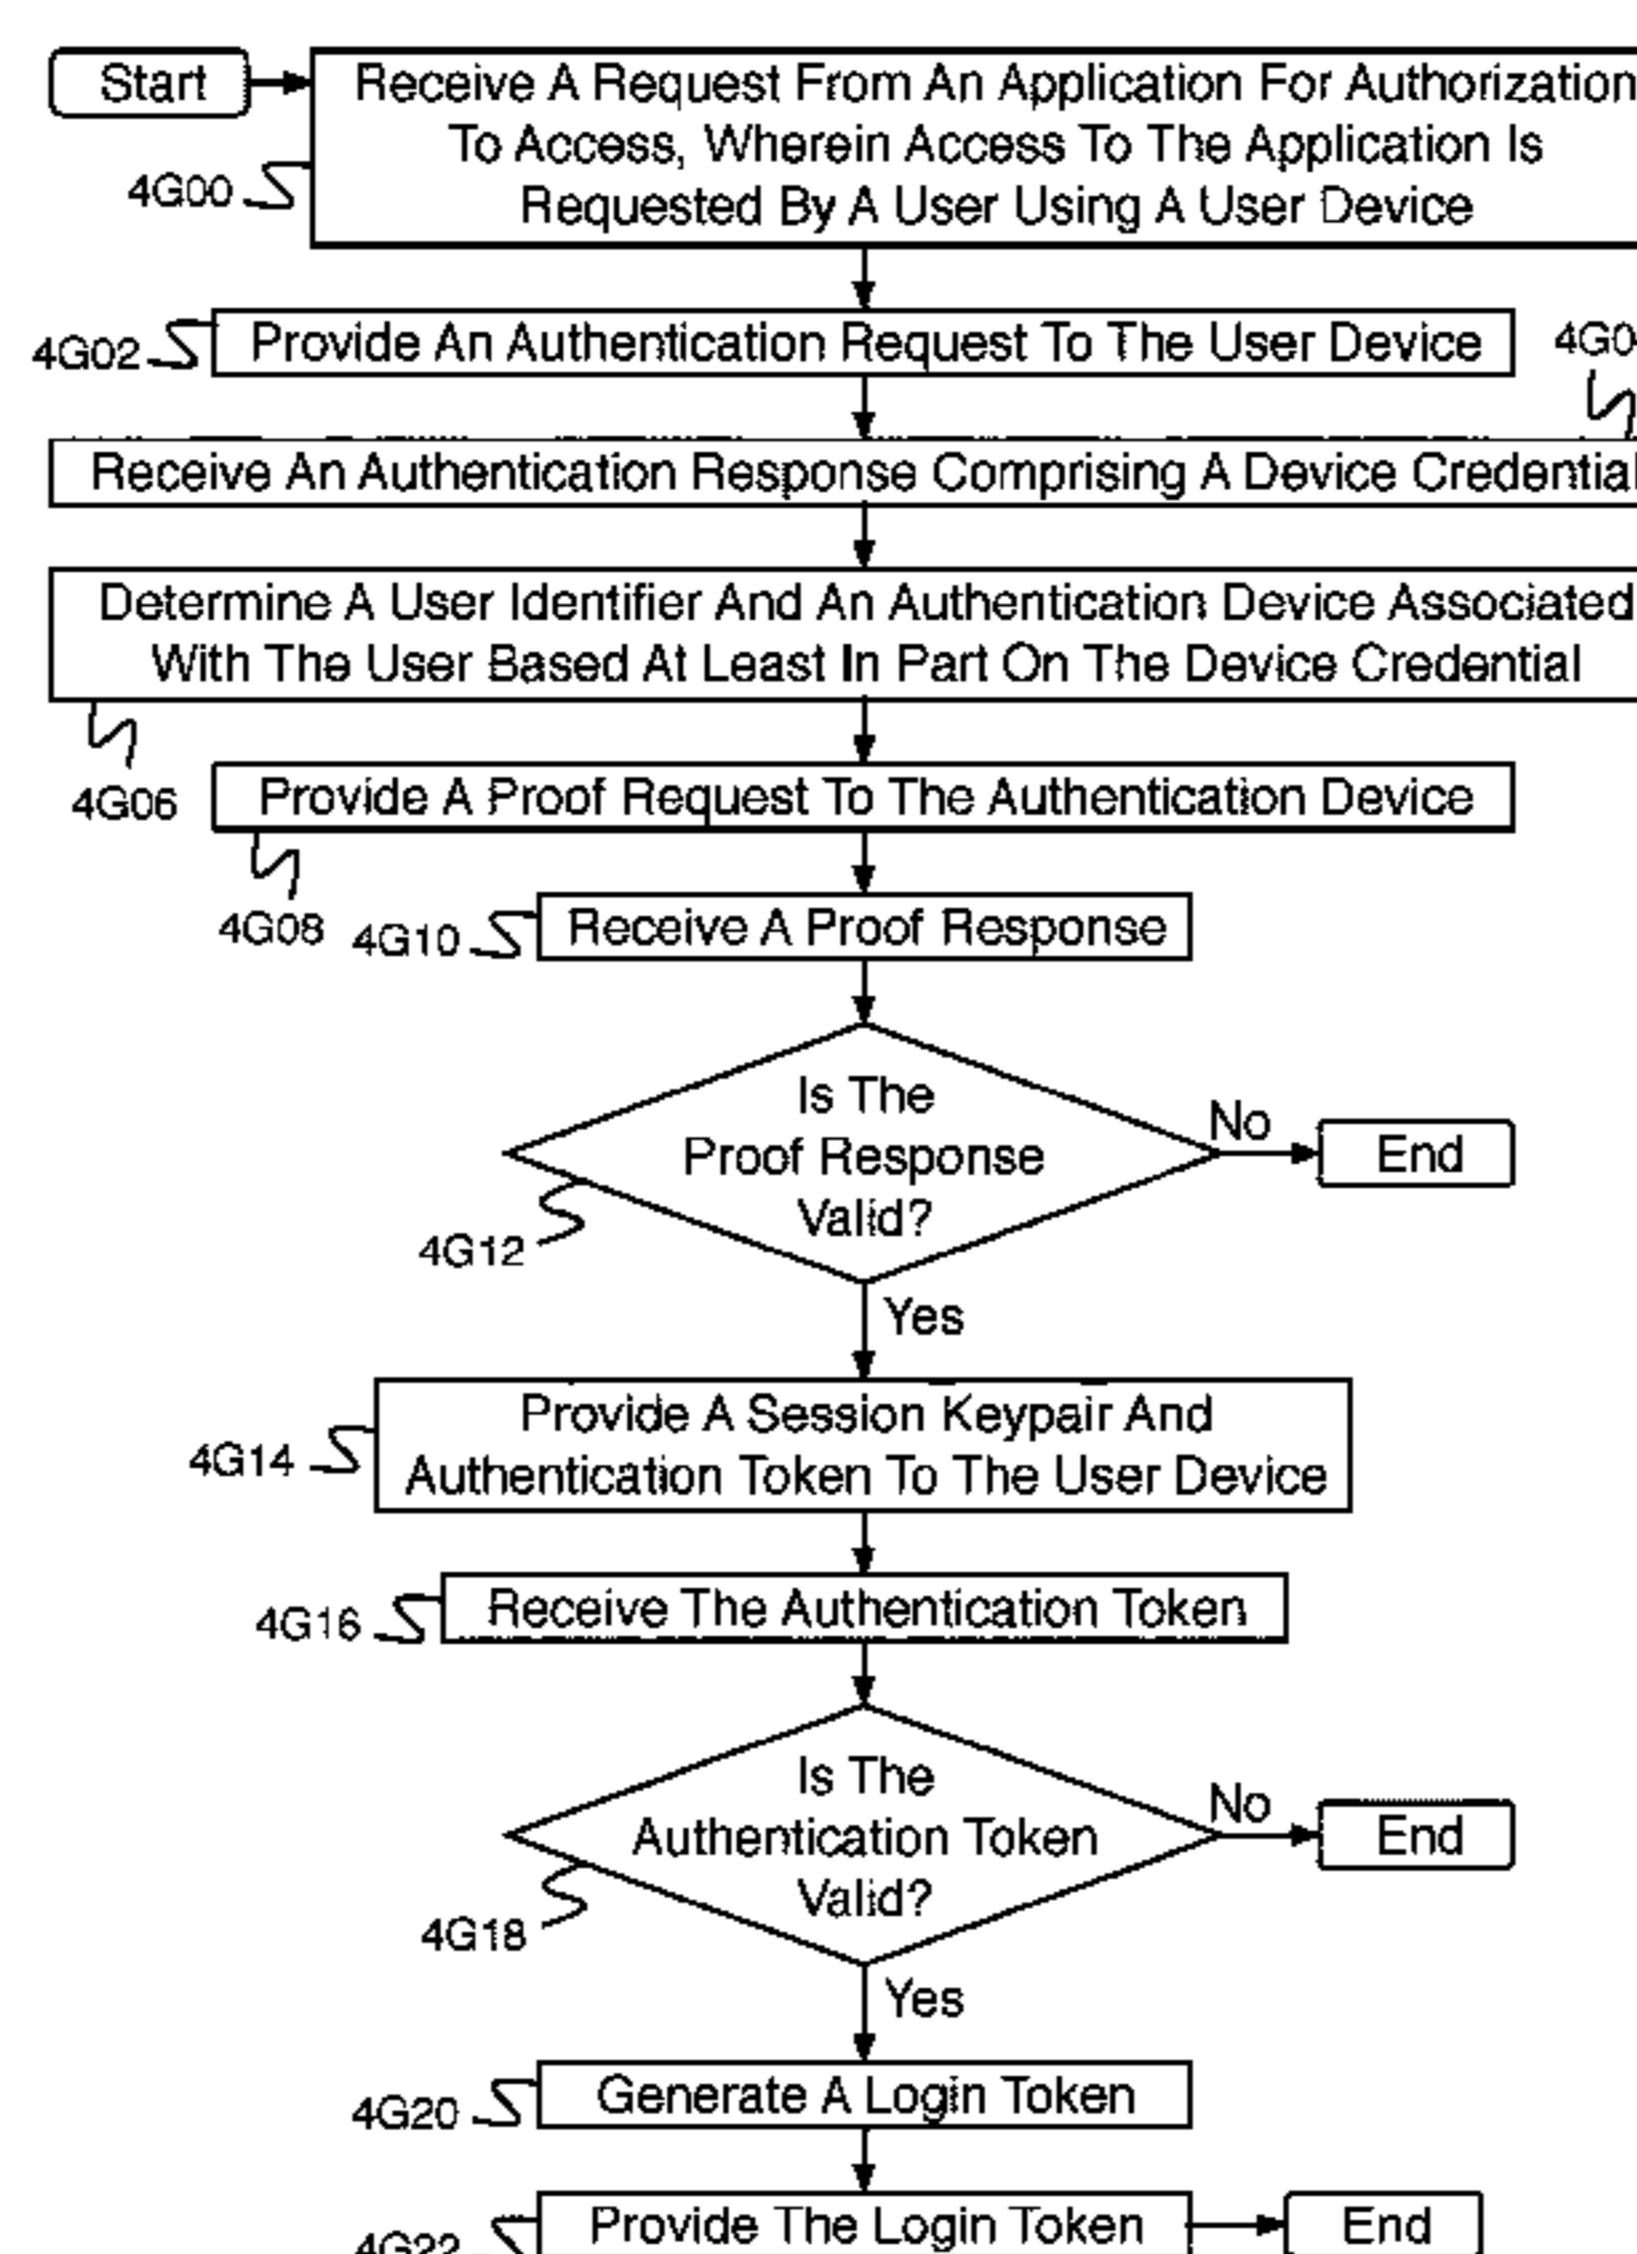 Start
Receive A Request From An Application For Authorization
To Access, Wherein Access To The Application Is
Requested By A User Using A User Device
4G00
Provide An Authentication Request To The User Device
4G02
Receive An Authentication Response Comprising A Device Credential
Determine A User Identifier And An Authentication Device Associated
With The User Based At Least In Part On The Device Credential
4G06
Provide A Proof Request To The Authentication Device
4G08
4G10
Receive A Proof Response
Is The
Proof Response
Valid?
No
End
4G12
Yes
Provide A Session Keypair And
Authentication Token To The User Device
4G14
Receive The Authentication Token
4G16
Is The
Authentication Token
Valid?
No
End
4G18
Yes
Generate A Login Token
4G20
Provide The Login Token
End
4G22